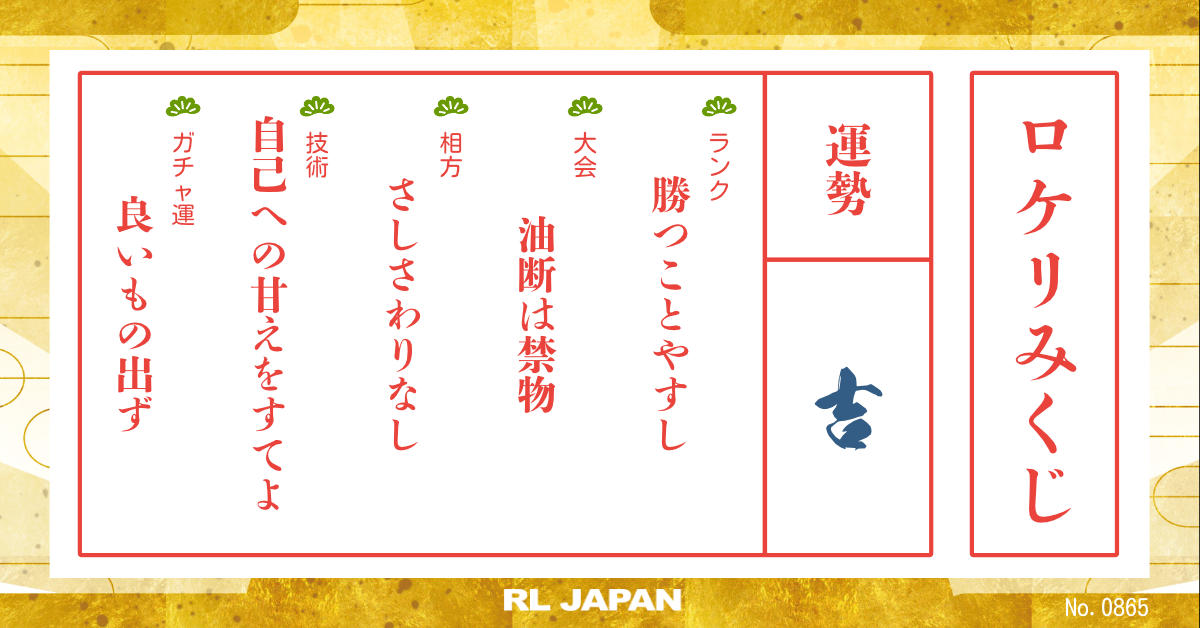 ロケリみくじ
運勢
吉
ランク
勝つことやすし
大会
油断は禁物
相方
さしさわりなし
技術
自己への甘えをすてよ
ガチャ運
良いもの出ず
RL JAPAN
No. 0865